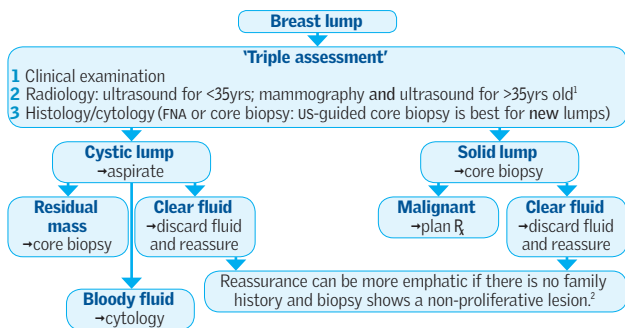 Breast lump
‘Triple assessment’
1 Clinical examination
2 Radiology: ultrasound for <35yrs; mammography and ultrasound for >35yrs old¹
3 Histology/cytology (FNA or core biopsy: US-guided core biopsy is best for new lumps)
Cystic lump
→aspirate
Solid lump
→core biopsy
Residual
mass
→core biopsy
Clear fluid
→discard fluid
and reassure
Malignant
→plan ℞
Clear fluid
→discard fluid
and reassure
Reassurance can be more emphatic if there is no family
history and biopsy shows a non-proliferative lesion.²
Bloody fluid
→cytology